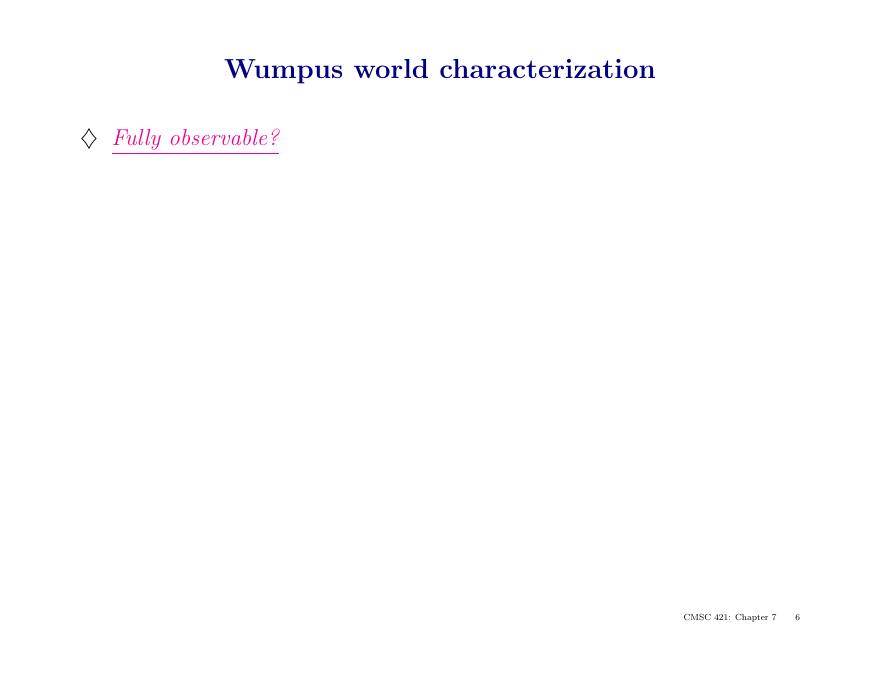 Wumpus world characterization
♢ Fully observable?
CMSC 421: Chapter 7 6